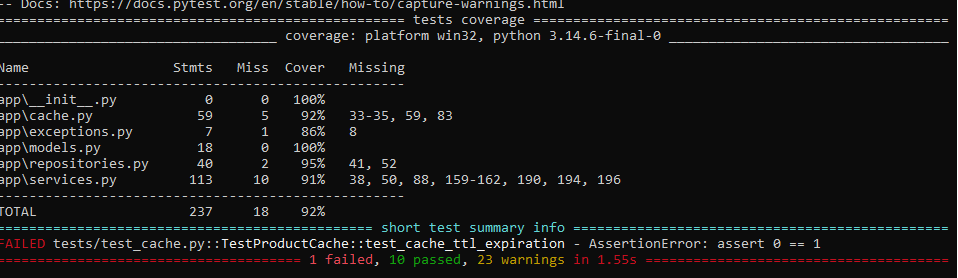 -- Docs: https://docs.pytest.org/en/stable/how-to/capture-warnings.html
============================================== tests coverage ===============================================
______________________________ coverage: platform win32, python 3.14.6-final-0 ______________________________
Name                  Stmts   Miss  Cover   Missing
---------------------------------------------------
app\__init__.py           0      0   100%
app\cache.py             59      5    92%   33-35, 59, 83
app\exceptions.py         7      1    86%   8
app\models.py            18      0   100%
app\repositories.py      40      2    95%   41, 52
app\services.py         113     10    91%   38, 50, 88, 159-162, 190, 194, 196
---------------------------------------------------
TOTAL                   237     18    92%
========================================== short test summary info ==========================================
FAILED tests/test_cache.py::TestProductCache::test_cache_ttl_expiration - AssertionError: assert 0 == 1
================================= 1 failed, 10 passed, 23 warnings in 1.55s =================================